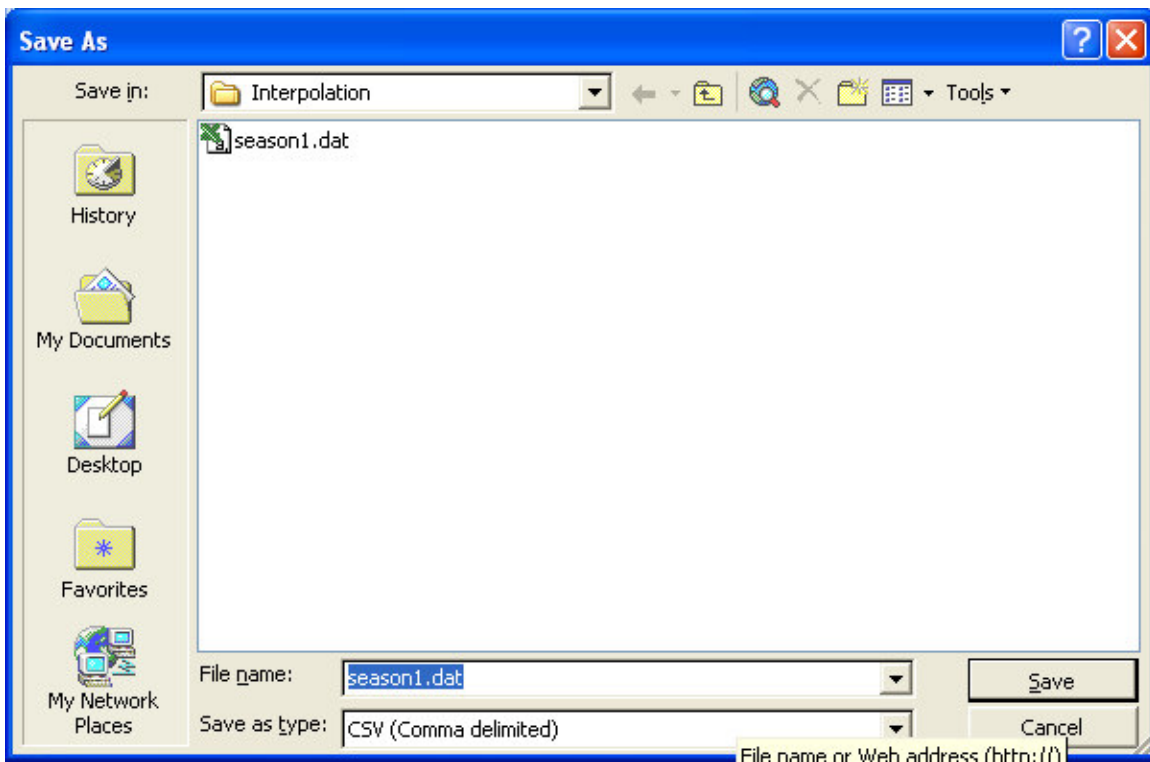 Save As
Save in:
Interpolation
Tools
season1.dat
History
My Documents
Desktop
Favorites
My Network
Places
File name:
season1.dat
Save
Save as type:
CSV (Comma delimited)
Cancel
File name or Web address (http://)